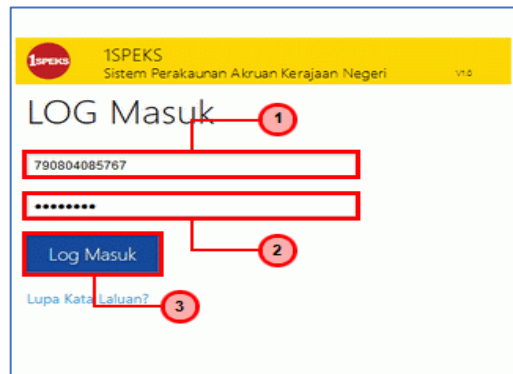 1SPEKS
1SPEKS
Sistem Perakaunan Akruan Kerajaan Negeri
V1.0
LOG Masuk
1
790804085767
••••••••
2
Log Masuk
Lupa Kata Laluan?
3